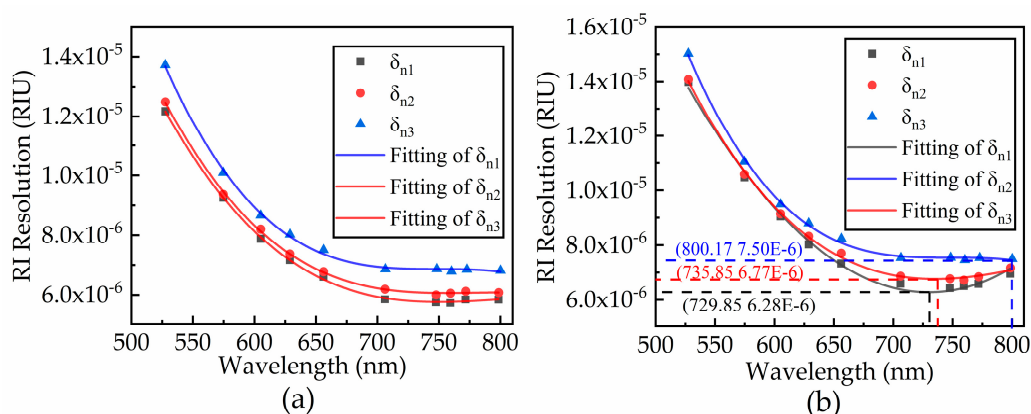 (a)
RI Resolution (RIU)
1.4x10⁻⁵
1.2x10⁻⁵
1.0x10⁻⁵
8.0x10⁻⁶
6.0x10⁻⁶
δn1
δn2
δn3
Fitting of δn1
Fitting of δn2
Fitting of δn3
500 550 600 650 700 750 800
Wavelength (nm)
(a)
(b)
RI Resolution (RIU)
1.6x10⁻⁵
1.4x10⁻⁵
1.2x10⁻⁵
1.0x10⁻⁵
8.0x10⁻⁶
6.0x10⁻⁶
δn1
δn2
δn3
Fitting of δn1
Fitting of δn2
Fitting of δn3
(800.17 7.50E-6)
(735.85 6.77E-6)
(729.85 6.28E-6)
500 550 600 650 700 750 800
Wavelength (nm)
(b)